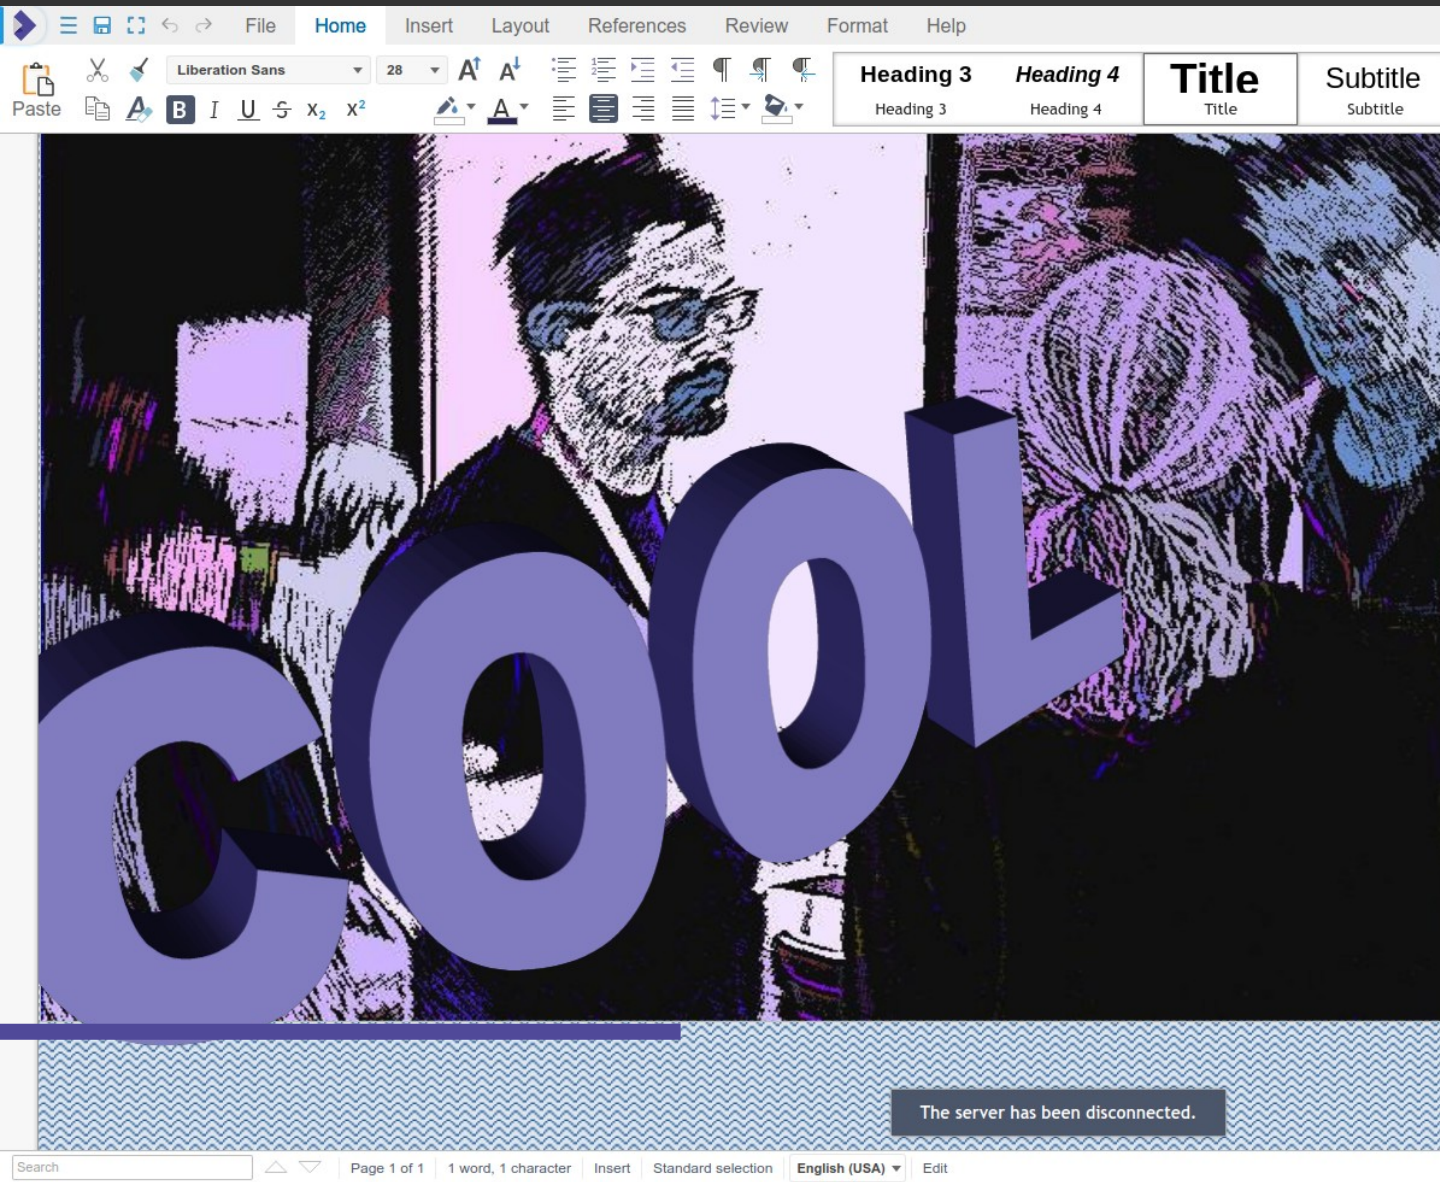 File Home Insert Layout References Review Format Help
Paste
Liberation Sans 28
Heading 3 Heading 4 Title Subtitle
Heading 3 Heading 4 Title Subtitle
COOL
The server has been disconnected.
Search Page 1 of 1 1 word, 1 character Insert Standard selection English (USA) Edit